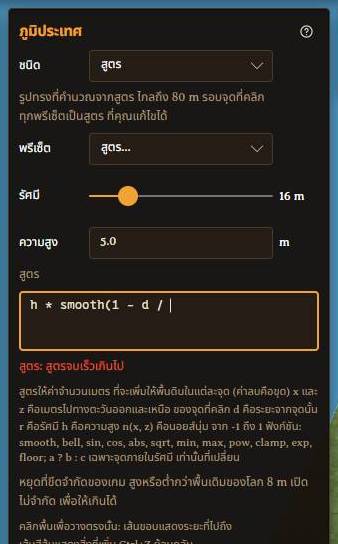 ภูมิประเทศ
ชนิด
สูตร
รูปทรงที่คำนวณจากสูตร ไกลถึง 80 m รอบจุดที่คลิก
ทุกพรีเซ็ตเป็นสูตร ที่คุณแก้ไขได้
พรีเซ็ต
สูตร...
รัศมี
16 m
ความสูง
5.0
m
สูตร
h * smooth(1 - d /
สูตร: สูตรจบเร็วเกินไป
สูตรให้ค่าจำนวนเมตร ที่จะเพิ่มให้พื้นดินในแต่ละจุด (ค่าลบคือขุด) x และ
z คือเมตรไปทางตะวันออกและเหนือ ของจุดที่คลิก d คือระยะจากจุดนั้น
r คือรัศมี h คือความสูง n(x, z) คือนอยส์นุ่ม จาก -1 ถึง 1 ฟังก์ชัน:
smooth, bell, sin, cos, abs, sqrt, min, max, pow, clamp, exp,
floor; a ? b : c เฉพาะจุดภายในรัศมี เท่านั้นที่เปลี่ยน
หยุดที่ขีดจำกัดของเกม สูงหรือต่ำกว่าพื้นเดิมของโลก 8 m เปิด
ไม่จำกัด เพื่อให้ไกลได้
คลิกพื้นเพื่อวางตรงนั้น: เส้นขอบแสดงระยะที่ไปถึง